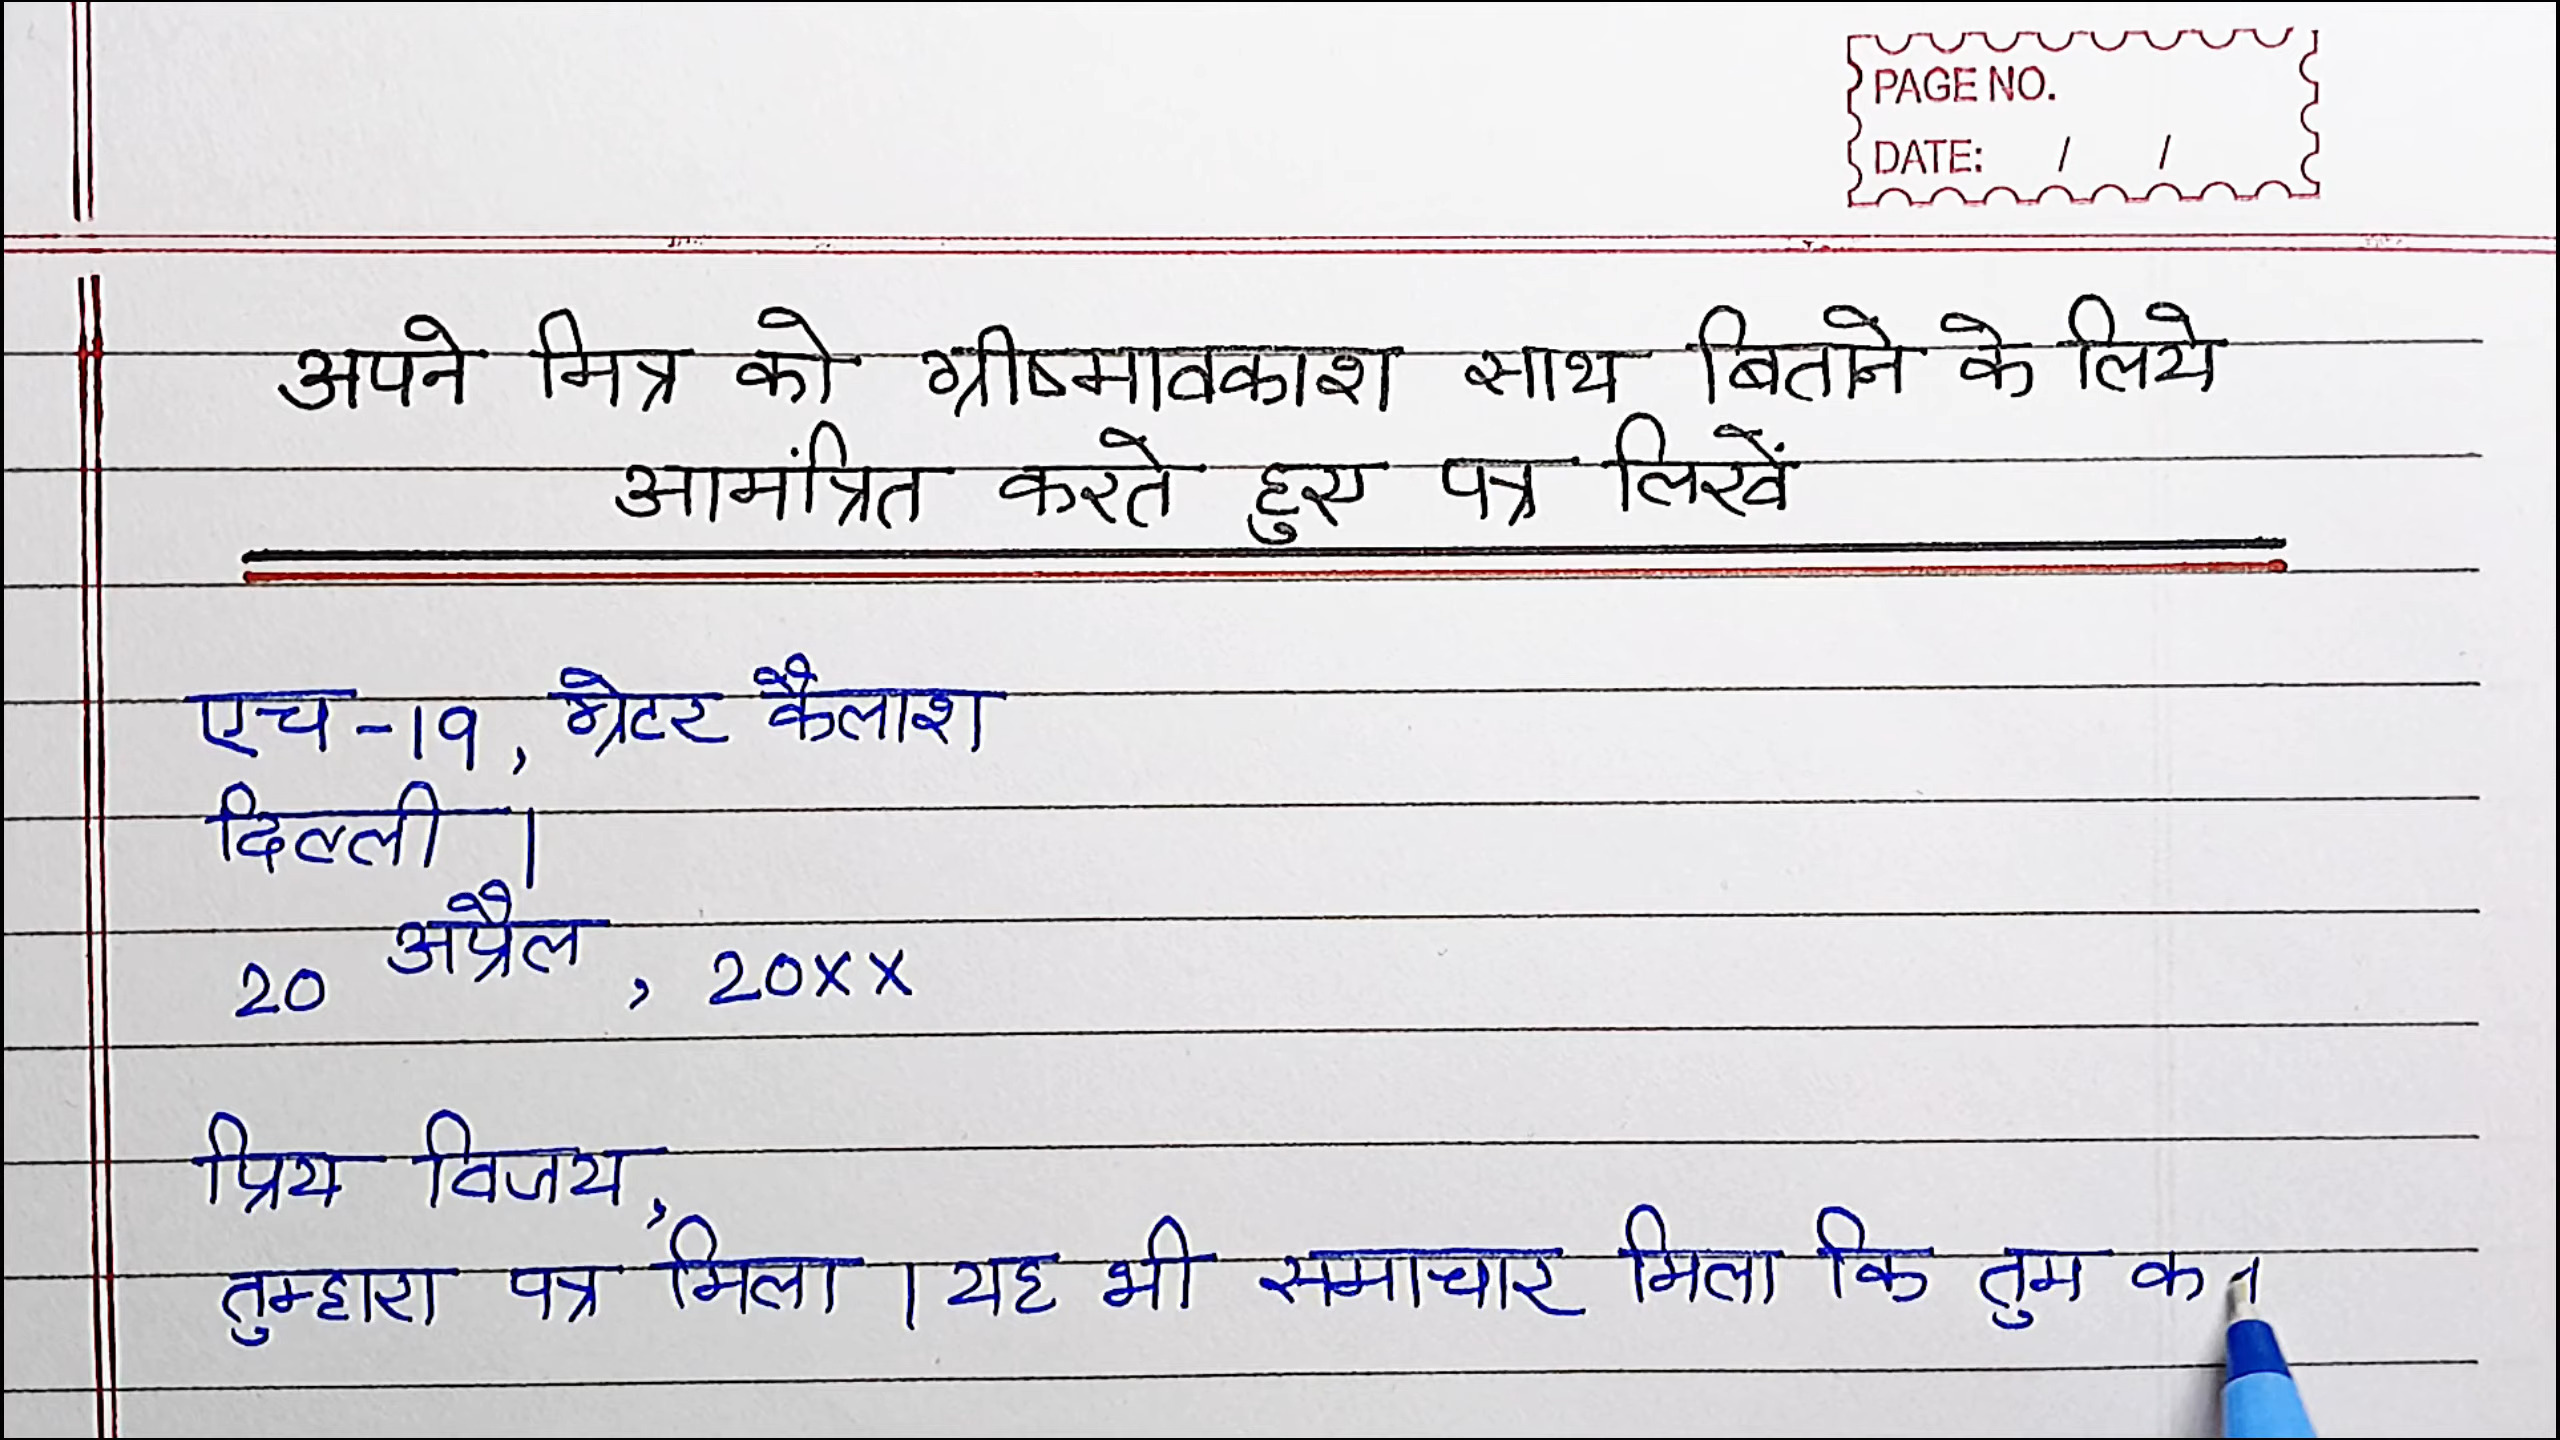 PAGE NO.
DATE: / /
अपने मित्र को ग्रीष्मावकाश साथ बिताने के लिये
आमंत्रित करते हुए पत्र लिखें
एच -19, ग्रेटर कैलाश
दिल्ली ।
20 अप्रैल , 20XX
प्रिय विजय,
तुम्हारा पत्र मिला । यह भी समाचार मिला कि तुम